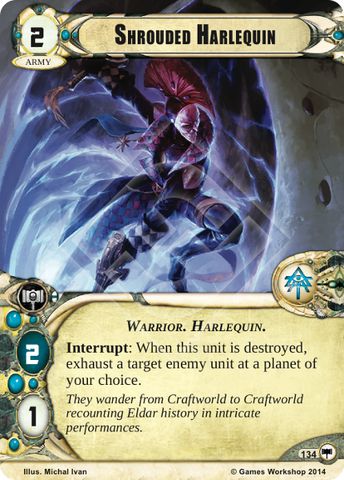 2
ARMY
SHROUDED HARLEQUIN
2
1
WARRIOR. HARLEQUIN.
Interrupt: When this unit is destroyed,
exhaust a target enemy unit at a planet of
your choice.
They wander from Craftworld to Craftworld
recounting Eldar history in intricate
performances.
134
Illus. Michal Ivan
© Games Workshop 2014